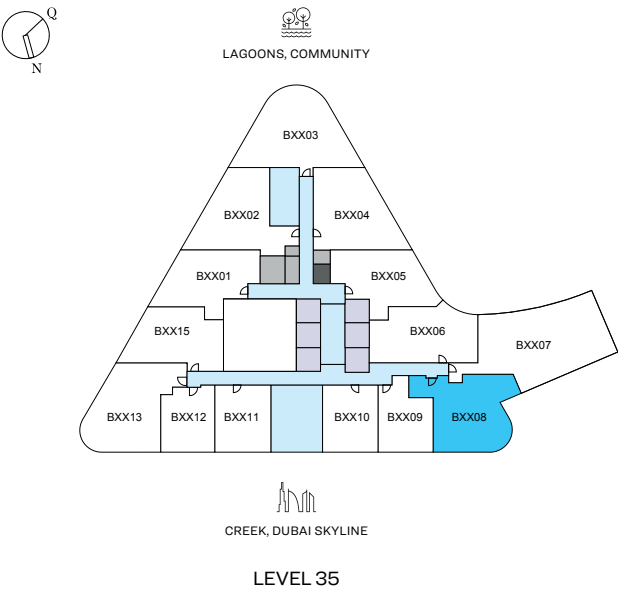 Q
N
LAGOONS, COMMUNITY
BXX03
BXX02
BXX04
BXX01
BXX05
BXX15
BXX06
BXX07
BXX13
BXX12
BXX11
BXX10
BXX09
BXX08
CREEK, DUBAI SKYLINE
LEVEL 35